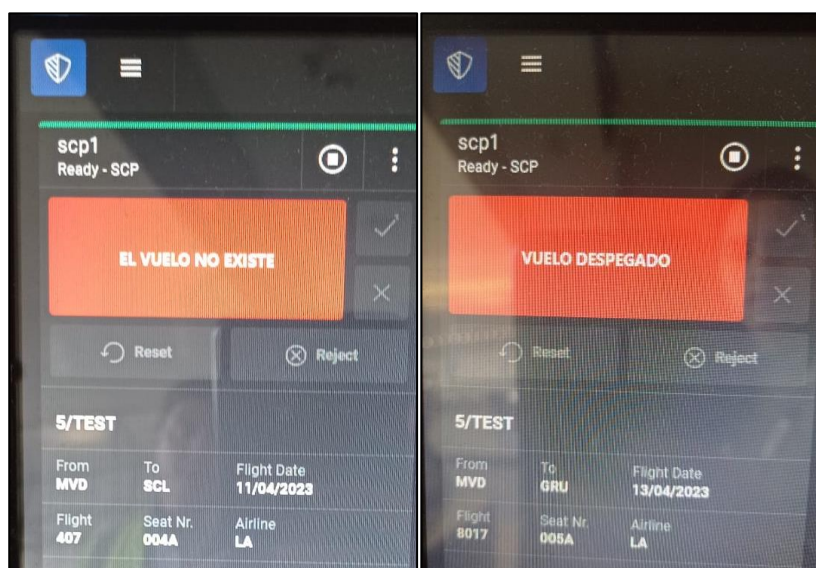 scp1
Ready - SCP
EL VUELO NO EXISTE
Reset
Reject
5/TEST
From To Flight Date
MVD SCL 11/04/2023
Flight Seat Nr. Airline
407 004A LA
scp1
Ready - SCP
VUELO DESPEGADO
Reset
Reject
5/TEST
From To Flight Date
MVD GRU 13/04/2023
Flight Seat Nr. Airline
8017 005A LA